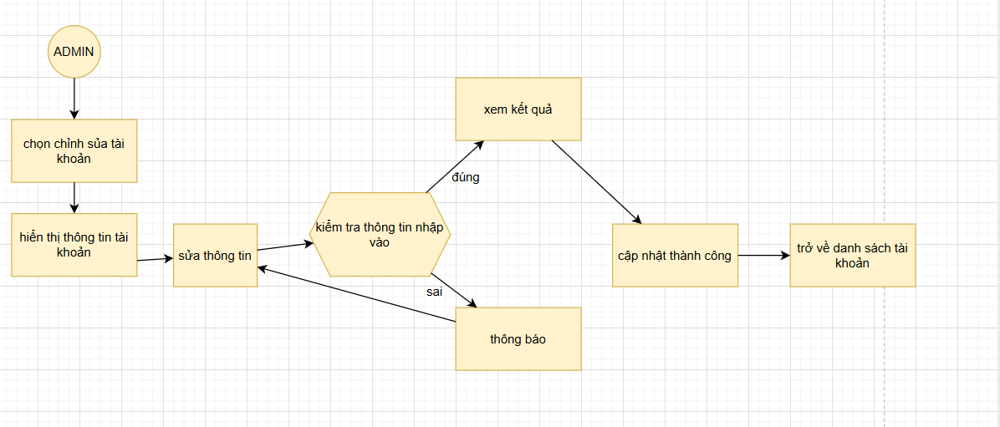 ADMIN
chọn chỉnh sủa tài
khoản
hiển thị thông tin tài
khoản
sửa thông tin
kiểm tra thông tin nhập
vào
đúng
sai
xem kết quả
thông báo
cập nhật thành công
trở về danh sách tài
khoản